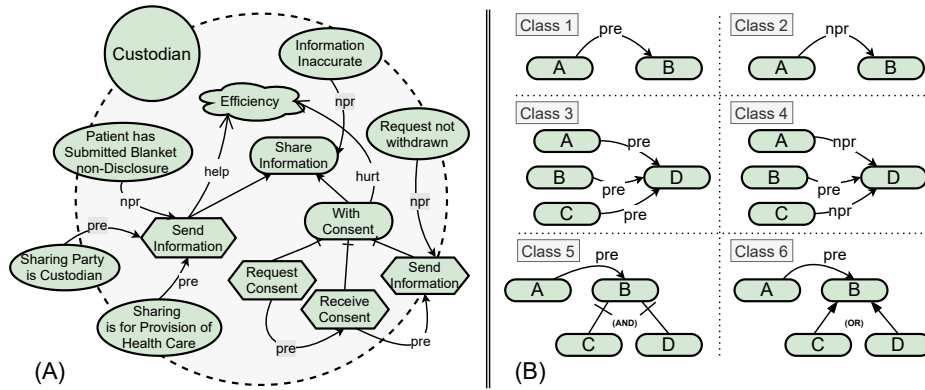 Custodian
Information
Inaccurate
Efficiency
npr
Request not
withdrawn
Patient has
Submitted Blanket
non-Disclosure
Share
Information
help
hurt
npr
npr
pre
With
Consent
Send
Information
Sharing Party
is Custodian
pre
Request
Consent
Send
Information
Receive
Consent
Sharing
is for Provision of
Health Care
pre
pre
(A)
Class 1
pre
A
B
Class 2
npr
A
B
Class 3
A
pre
B
D
pre
C
pre
Class 4
A
npr
B
D
pre
C
npr
Class 5
pre
A
B
(AND)
C
D
Class 6
pre
A
B
(OR)
C
D
(B)